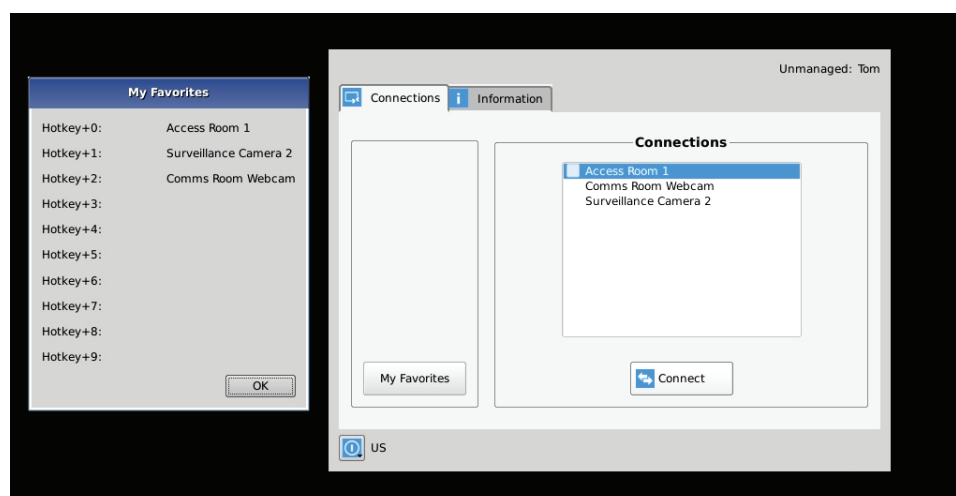 My Favorites
Hotkey+0: Access Room 1
Hotkey+1: Surveillance Camera 2
Hotkey+2: Comms Room Webcam
Hotkey+3:
Hotkey+4:
Hotkey+5:
Hotkey+6:
Hotkey+7:
Hotkey+8:
Hotkey+9:
OK
Unmanaged: Tom
Connections i Information
Connections
Access Room 1
Comms Room Webcam
Surveillance Camera 2
My Favorites
Connect
US